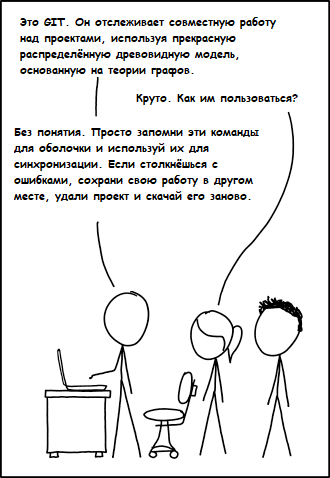 Это GIT. Он отслеживает совместную работу
над проектами, используя прекрасную
распределённую древовидную модель,
основанную на теории графов.
Круто. Как им пользоваться?
Без понятия. Просто запомни эти команды
для оболочки и используй их для
синхронизации. Если столкнёшься с
ошибками, сохрани свою работу в другом
месте, удали проект и скачай его заново.